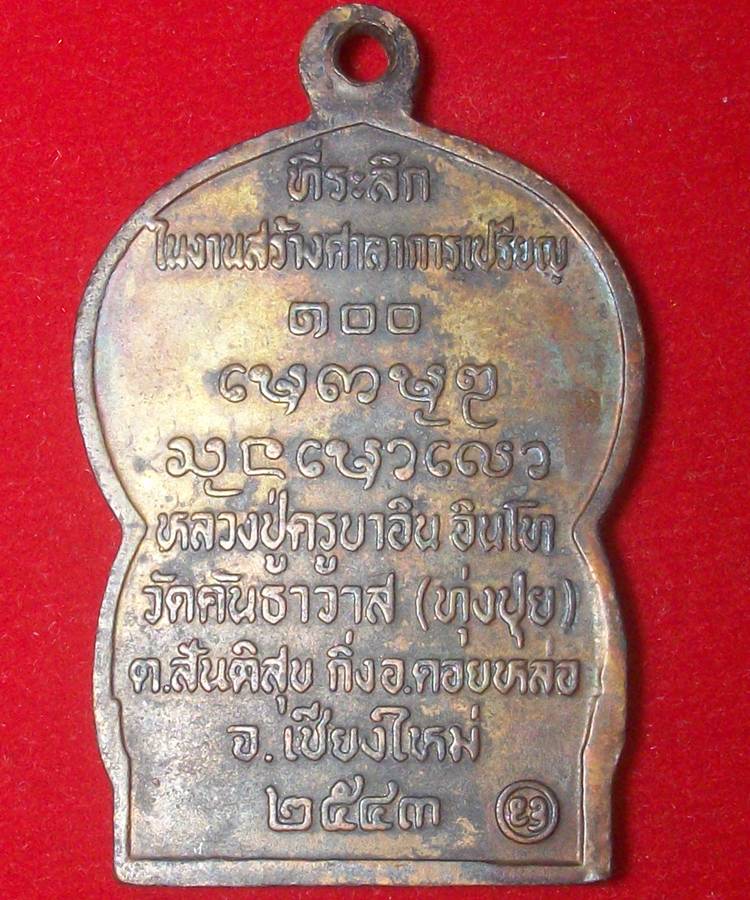 ที่ระลึก
ในงานสร้างศาลาการเปรียญ
๑๐๐
หลวงปู่ครูบาอิน อินโท
วัดคันธาวาส (ทุ่งปุย)
ต.สันติสุข กิ่งอ.ดอยหล่อ
จ.เชียงใหม่
๒๕๔๓